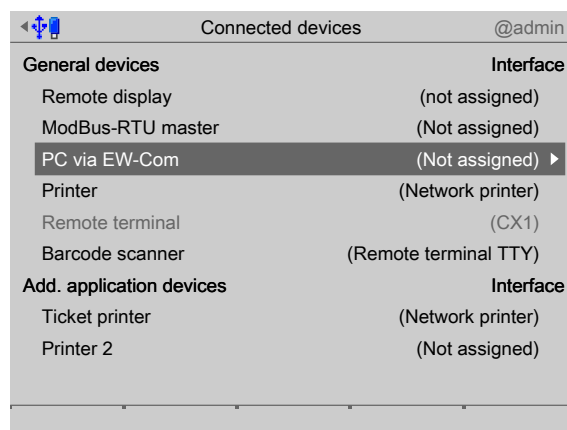 Connected devices @admin
General devices Interface
Remote display (not assigned)
ModBus-RTU master (Not assigned)
PC via EW-Com (Not assigned)
Printer (Network printer)
Remote terminal (CX1)
Barcode scanner (Remote terminal TTY)
Add. application devices Interface
Ticket printer (Network printer)
Printer 2 (Not assigned)